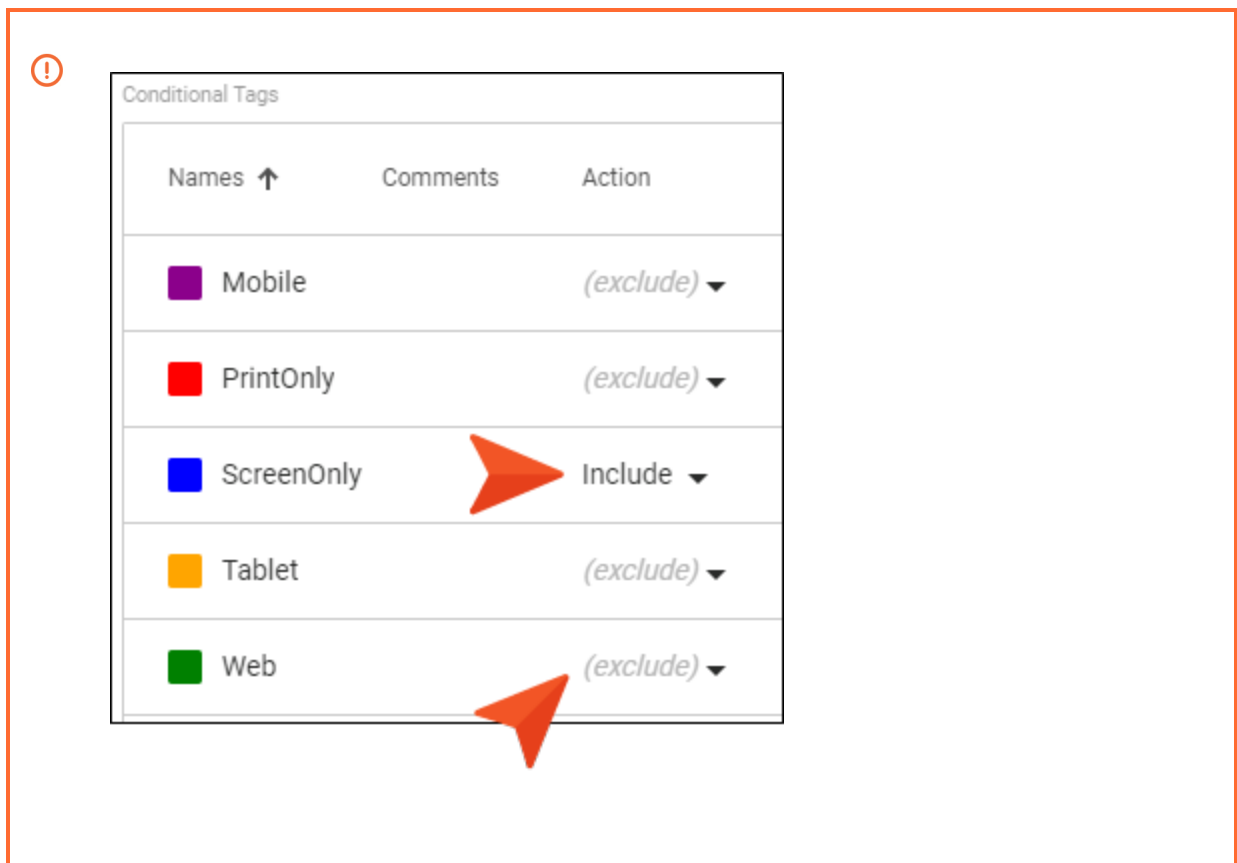 Conditional Tags
Names Comments Action
Mobile (exclude)
PrintOnly (exclude)
ScreenOnly Include
Tablet (exclude)
Web (exclude)